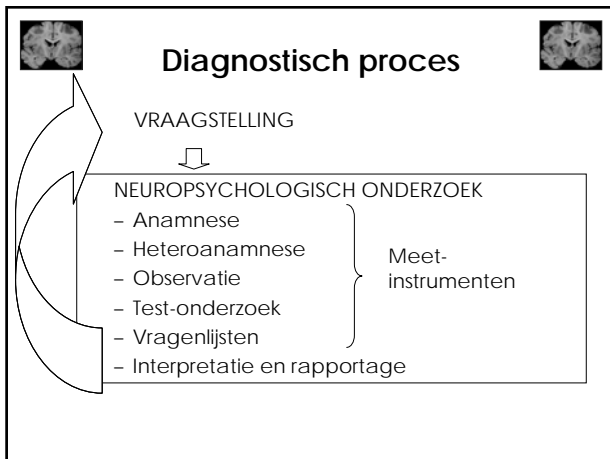 Diagnostisch proces
VRAAGSTELLING
NEUROPSYCHOLOGISCH ONDERZOEK
– Anamnese
– Heteroanamnese
– Observatie
– Test-onderzoek
– Vragenlijsten
– Interpretatie en rapportage
Meet-
instrumenten